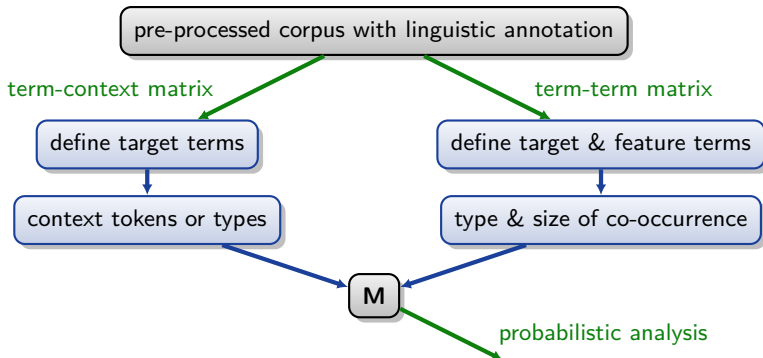 pre-processed corpus with linguistic annotation
term-context matrix
term-term matrix
define target terms
define target & feature terms
context tokens or types
type & size of co-occurrence
M
probabilistic analysis